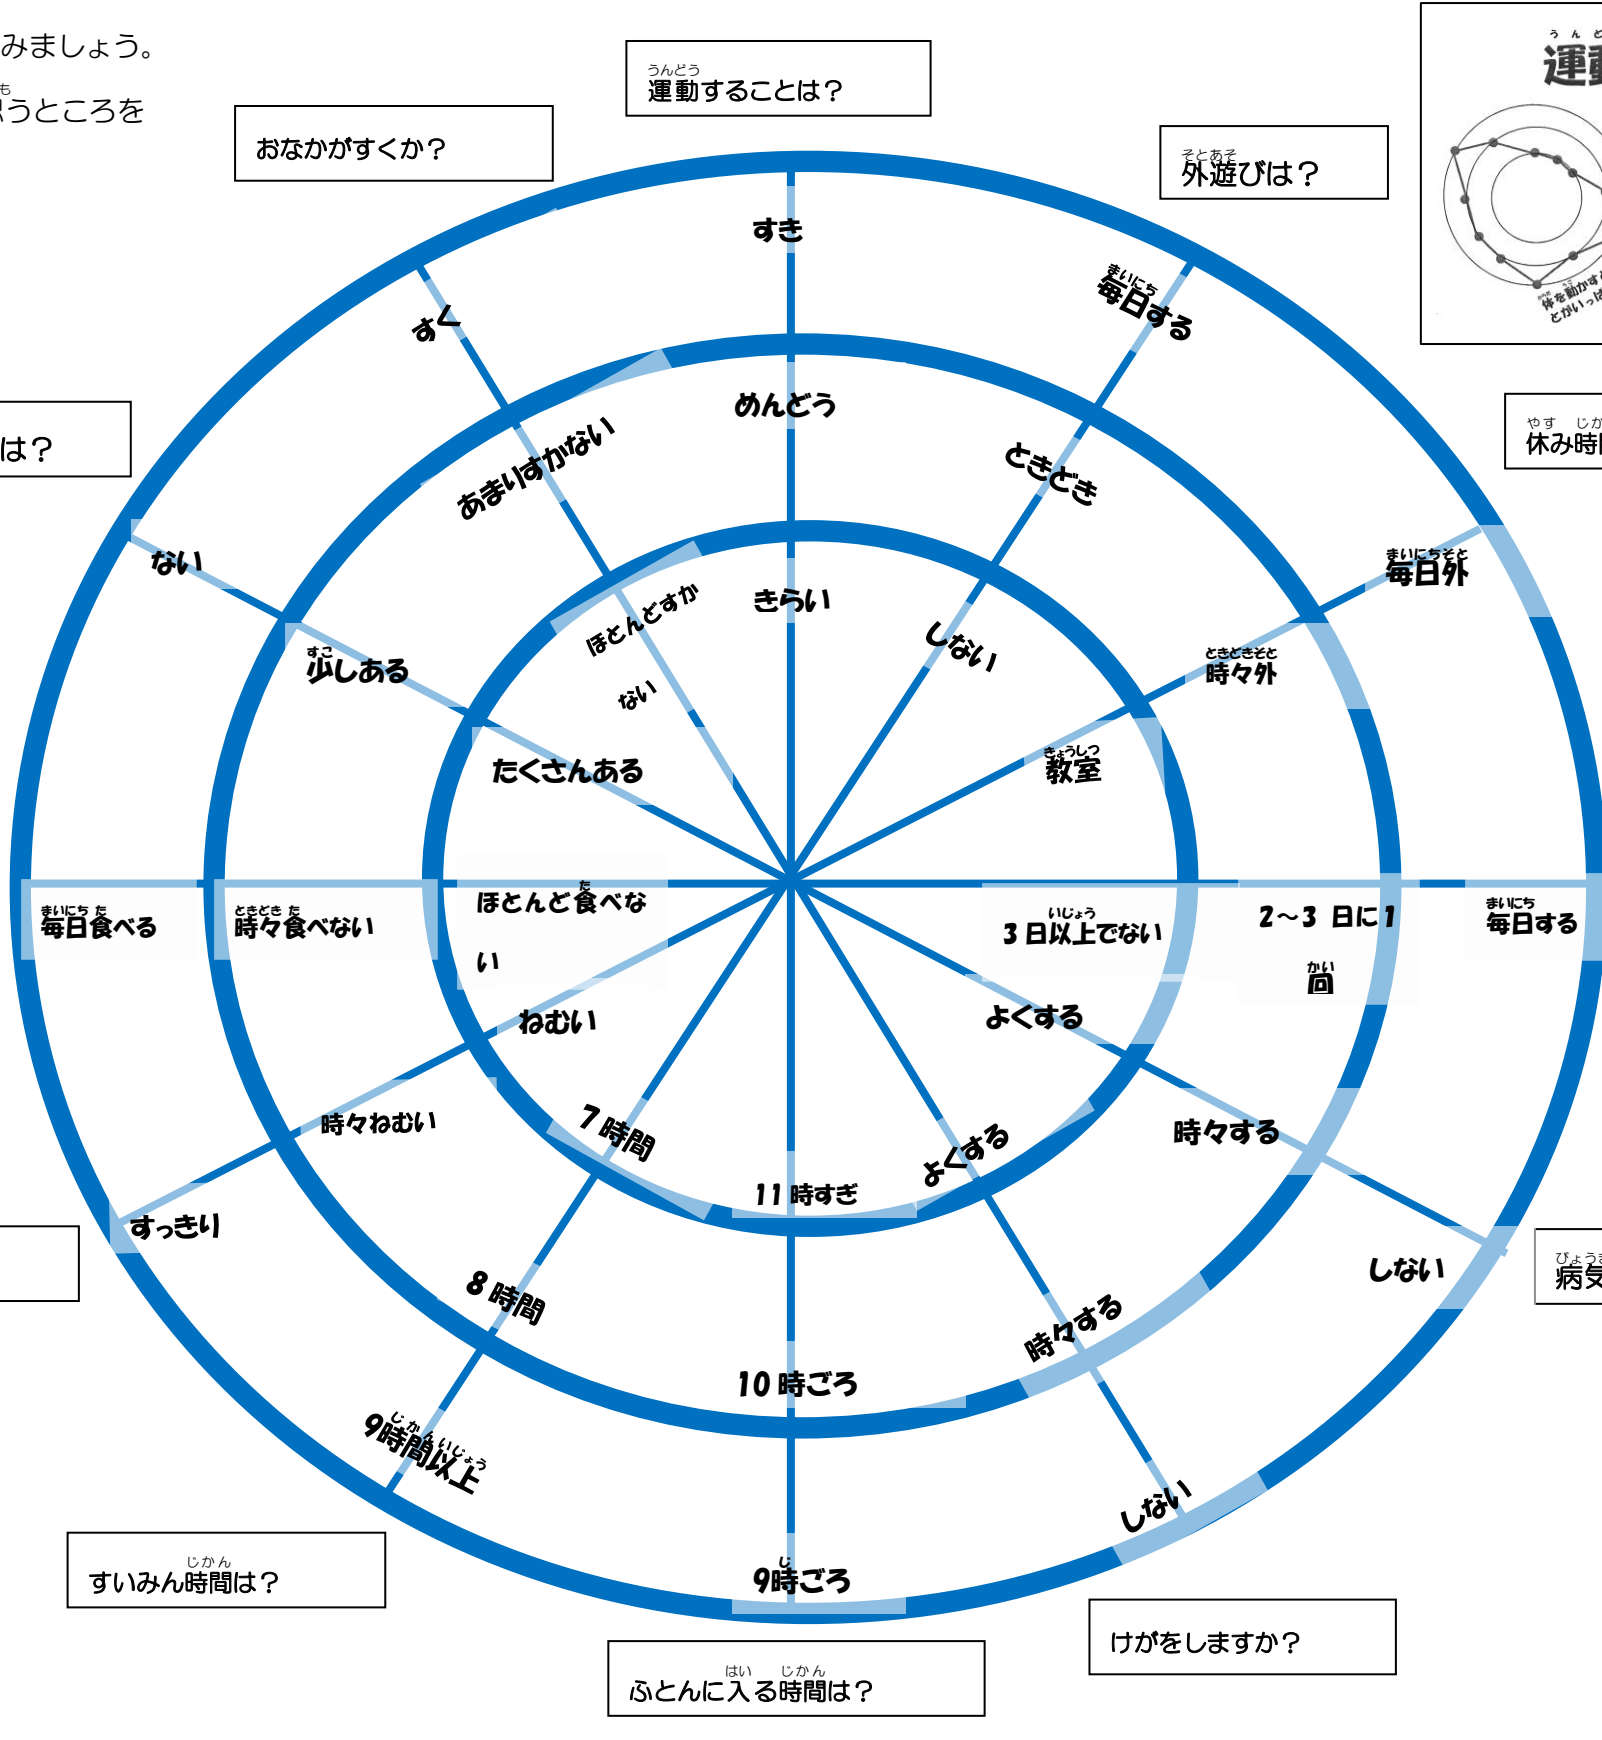 みましょう。
うところを
うんどう
運動することは？
おなかがすくか？
そとあそ
外遊びは？
は？
やす じか
休み時
すき
めんどう
きらい
まいにち
毎日する
ときどき
しない
まいにちそと
毎日外
ときどきそと
時々外
きょうしつ
教室
まいにち
毎日する
2～3 日に1
かい
回
いじょう
3日以上でない
よくする
時々する
しない
びょうき
病気
よくする
時々する
しない
けがをしますか？
11時すぎ
10時ごろ
じ
9時ごろ
はい じかん
ふとんに入る時間は？
7時間
8時間
じかんいじょう
9時間以上
じかん
すいみん時間は？
ねむい
時々ねむい
すっきり
た
ほとんど食べな
い
ときどき た
時々食べない
まいにち た
毎日食べる
たくさんある
すこ
少しある
ない
ほとんどすか
ない
あまりすかない
すく
うんど
運動
体を動かす
とがいっぱ